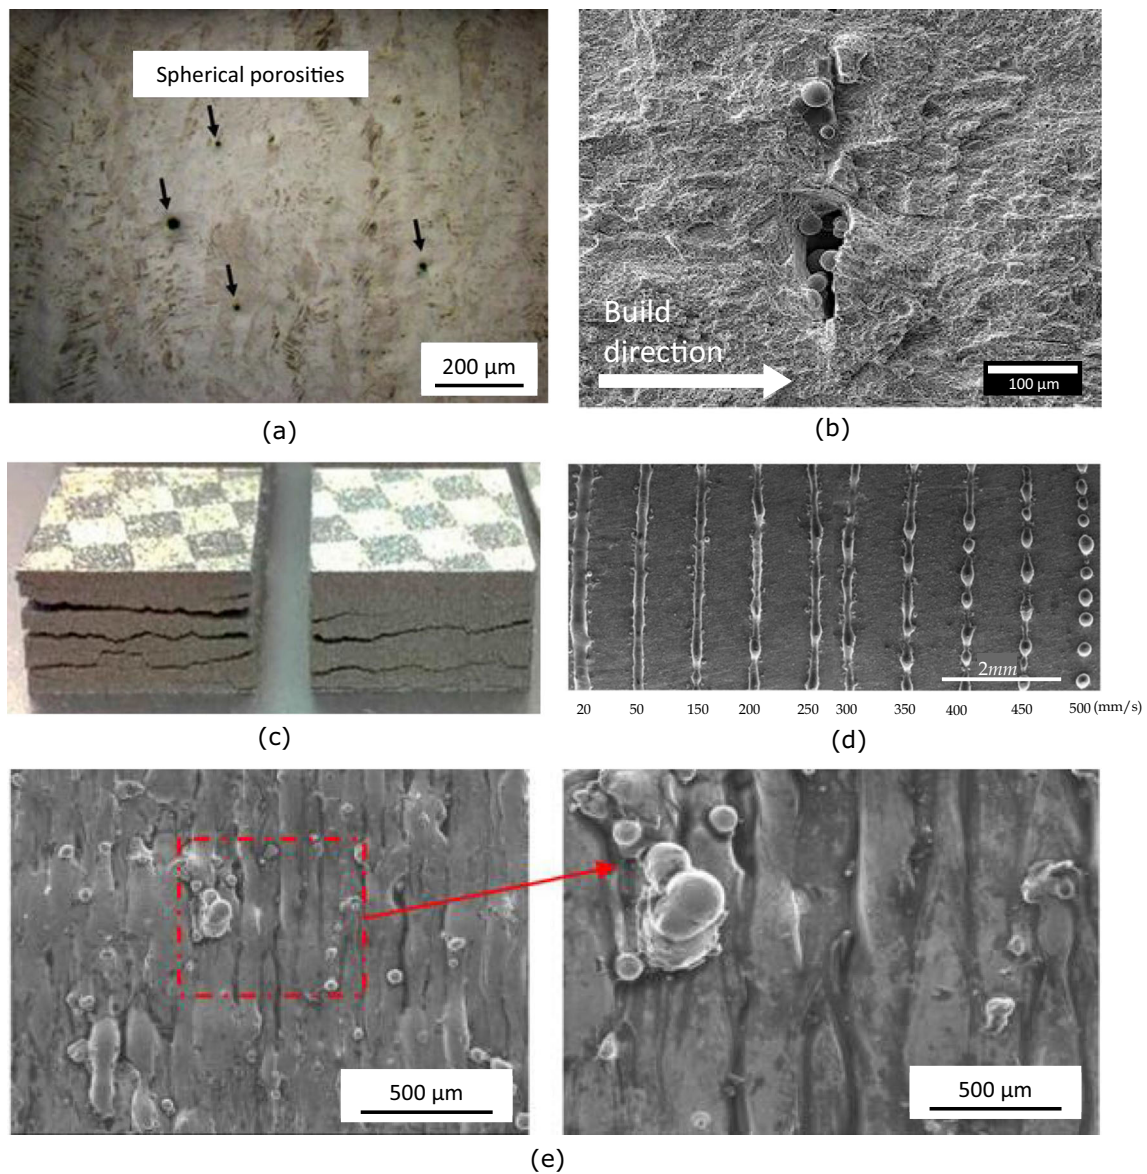 Spherical porosities
200 µm
(a)
Build
direction
100 µm
(b)
(c)
2mm
20 50 150 200 250 300 350 400 450 500 (mm/s)
(d)
500 µm
500 µm
(e)